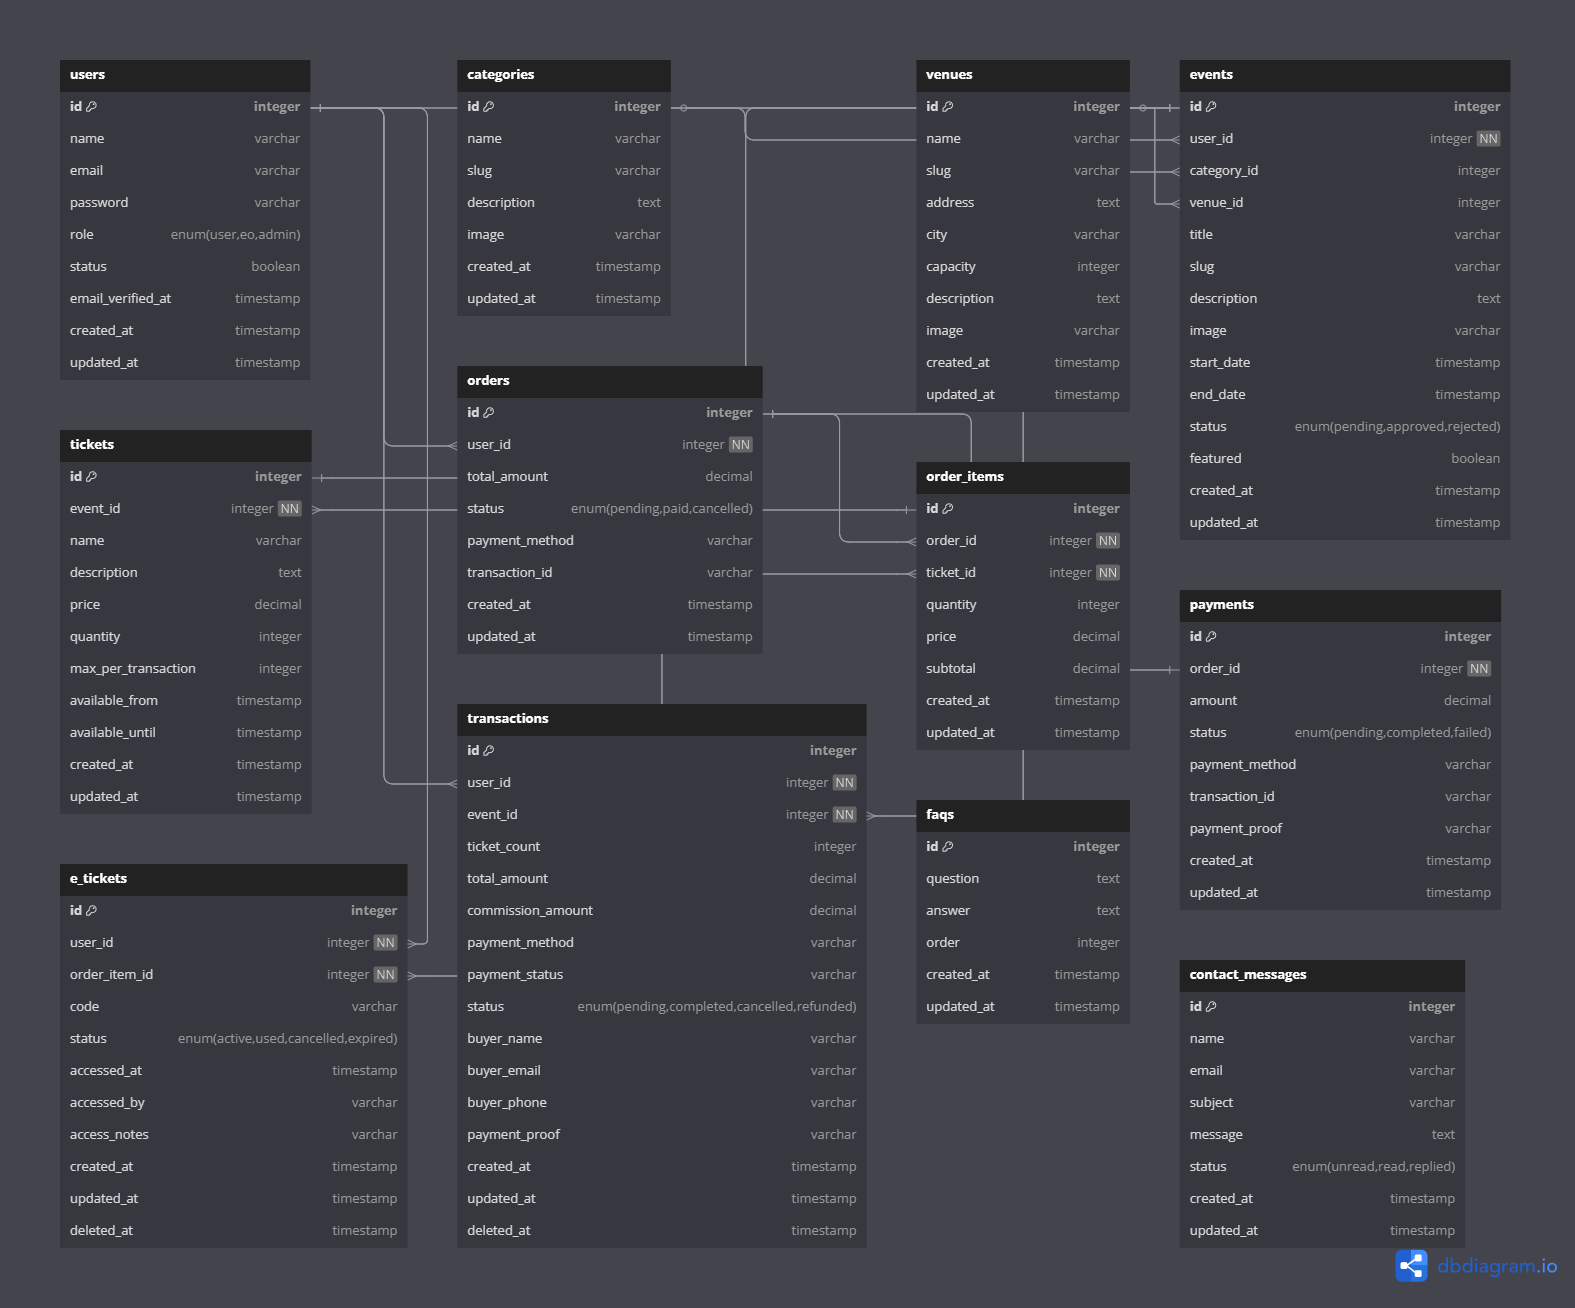 users
id integer
name varchar
email varchar
password varchar
role enum(user,eo,admin)
status boolean
email_verified_at timestamp
created_at timestamp
updated_at timestamp
categories
id integer
name varchar
slug varchar
description text
image varchar
created_at timestamp
updated_at timestamp
venues
id integer
name varchar
slug varchar
address text
city varchar
capacity integer
description text
image varchar
created_at timestamp
updated_at timestamp
events
id integer
user_id integer NN
category_id integer
venue_id integer
title varchar
slug varchar
description text
image varchar
start_date timestamp
end_date timestamp
status enum(pending,approved,rejected)
featured boolean
created_at timestamp
updated_at timestamp
orders
id integer
user_id integer NN
total_amount decimal
status enum(pending,paid,cancelled)
payment_method varchar
transaction_id varchar
created_at timestamp
updated_at timestamp
tickets
id integer
event_id integer NN
name varchar
description text
price decimal
quantity integer
max_per_transaction integer
available_from timestamp
available_until timestamp
created_at timestamp
updated_at timestamp
order_items
id integer
order_id integer NN
ticket_id integer NN
quantity integer
price decimal
subtotal decimal
created_at timestamp
updated_at timestamp
payments
id integer
order_id integer NN
amount decimal
status enum(pending,completed,failed)
payment_method varchar
transaction_id varchar
payment_proof varchar
created_at timestamp
updated_at timestamp
transactions
id integer
user_id integer NN
event_id integer NN
ticket_count integer
total_amount decimal
commission_amount decimal
payment_method varchar
payment_status varchar
status enum(pending,completed,cancelled,refunded)
buyer_name varchar
buyer_email varchar
buyer_phone varchar
payment_proof varchar
created_at timestamp
updated_at timestamp
deleted_at timestamp
faqs
id integer
question text
answer text
order integer
created_at timestamp
updated_at timestamp
e_tickets
id integer
user_id integer NN
order_item_id integer NN
code varchar
status enum(active,used,cancelled,expired)
accessed_at timestamp
accessed_by varchar
access_notes varchar
created_at timestamp
updated_at timestamp
deleted_at timestamp
contact_messages
id integer
name varchar
email varchar
subject varchar
message text
status enum(unread,read,replied)
created_at timestamp
updated_at timestamp
dbdiagram.io